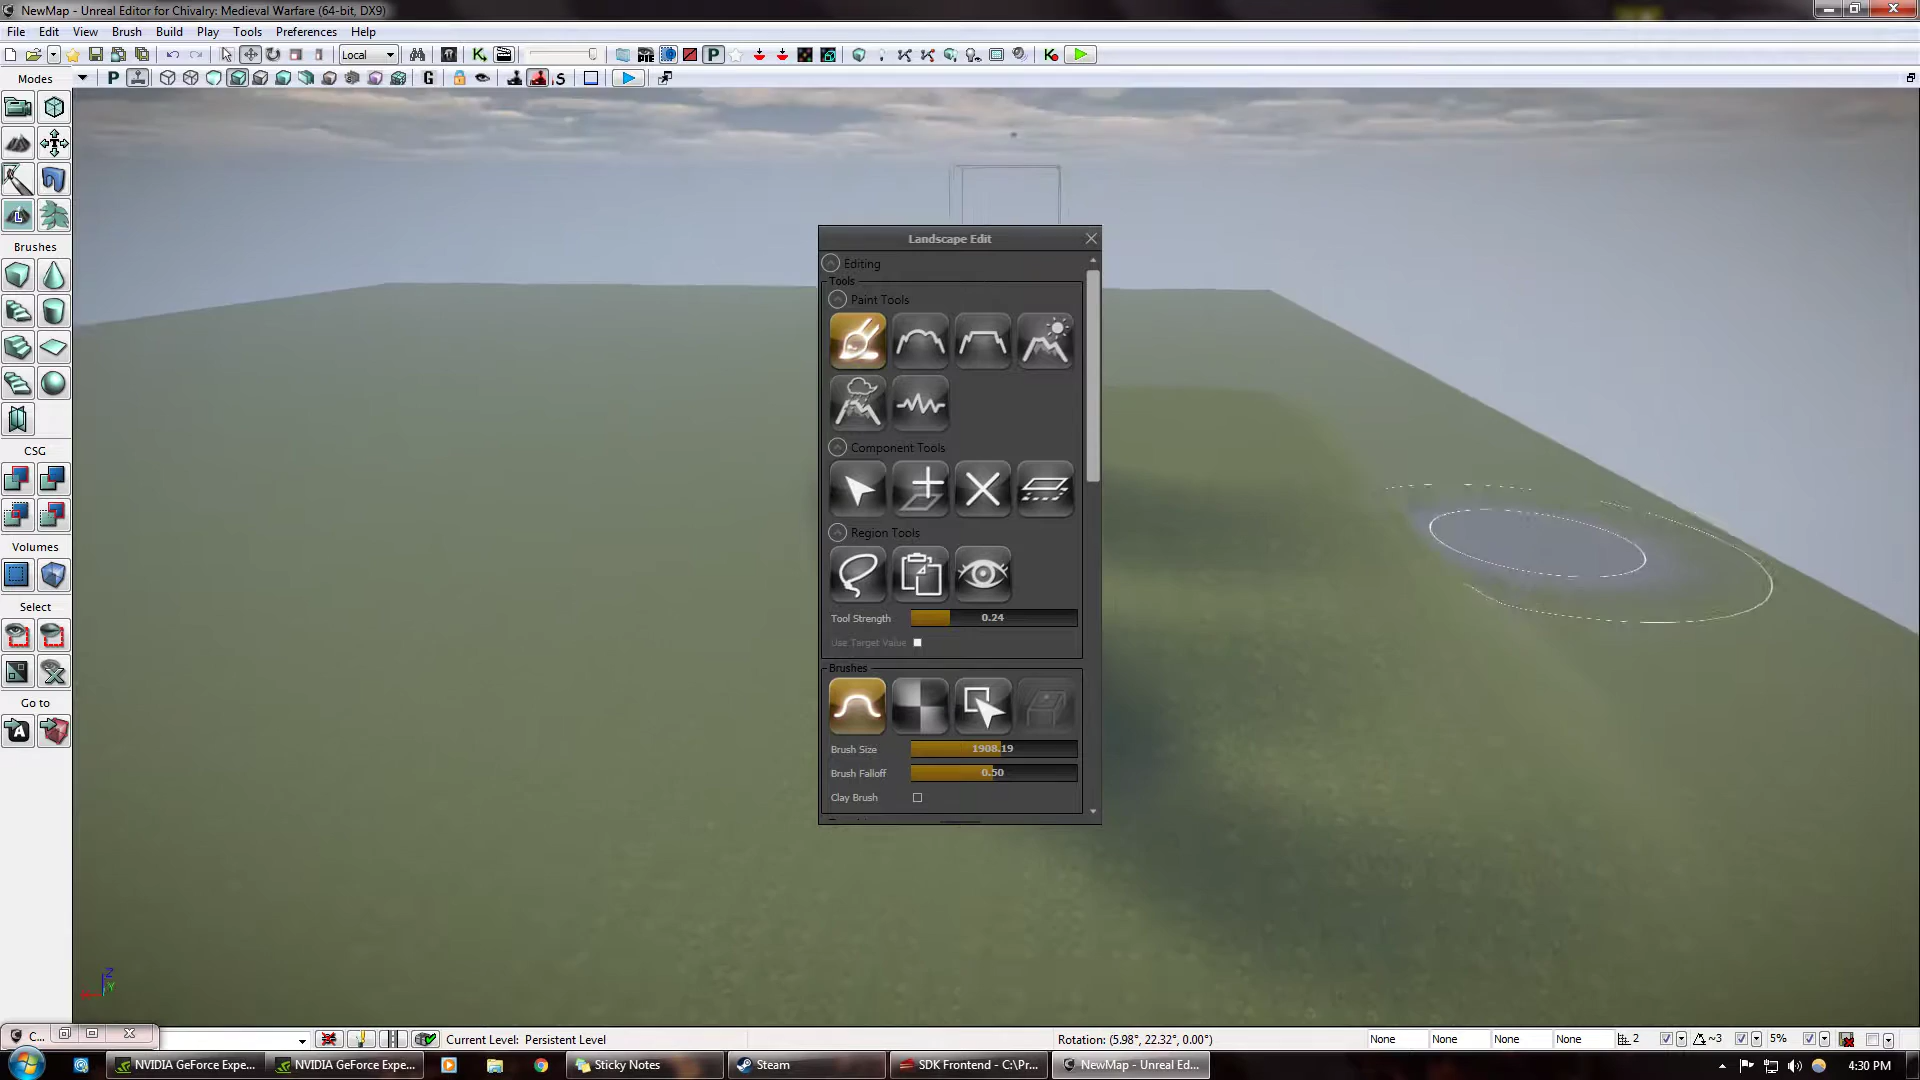 NewMap - Unreal Editor for Chivalry: Medieval Warfare (64-bit, DX9)
File Edit View Brush Build Play Tools Preferences Help
Local
Modes
P G S
Landscape Edit
Editing
Tools
Paint Tools
Brushes
Component Tools
CSG
Region Tools
Volumes
Select
Tool Strength 0.24
Use Target Value
Brushes
Go to
Brush Size 1908.19
Brush Falloff 0.50
Clay Brush
Z
Y
C...
Current Level: Persistent Level
Rotation: (5.98°, 22.32°, 0.00°)
None None None None
2 ~3 5%
NVIDIA GeForce Expe... NVIDIA GeForce Expe... Sticky Notes Steam SDK Frontend - C:\Pr... NewMap - Unreal Ed... 4:30 PM